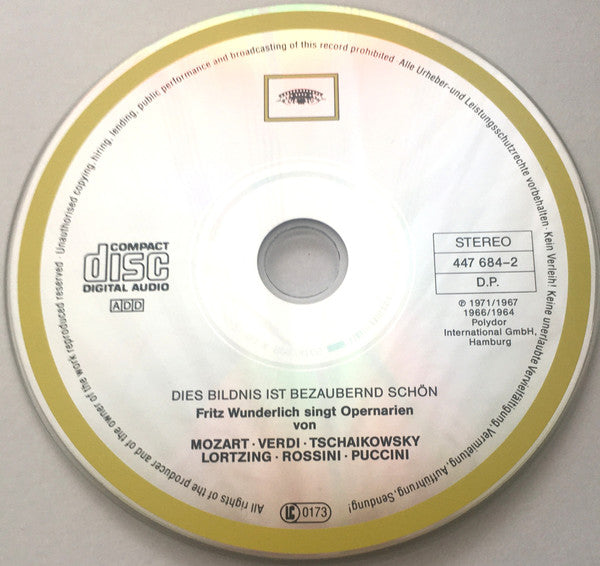 All rights of the producer and of the owner of the work reproduced reserved · Unauthorised copying, hiring, lending, public performance and broadcasting of this record prohibited · Alle Urheber- und Leistungsschutzrechte vorbehalten · Kein Verleih! Keine unerlaubte Vervielfältigung, Vermietung, Aufführung, Sendung!
COMPACT
disc
DIGITAL AUDIO
ADD
STEREO
447 684-2
D.P.
℗ 1971/1967
1966/1964
Polydor
International GmbH,
Hamburg
DIES BILDNIS IST BEZAUBERND SCHÖN
Fritz Wunderlich singt Opernarien
von
MOZART · VERDI · TSCHAIKOWSKY
LORTZING · ROSSINI · PUCCINI
LC 0173